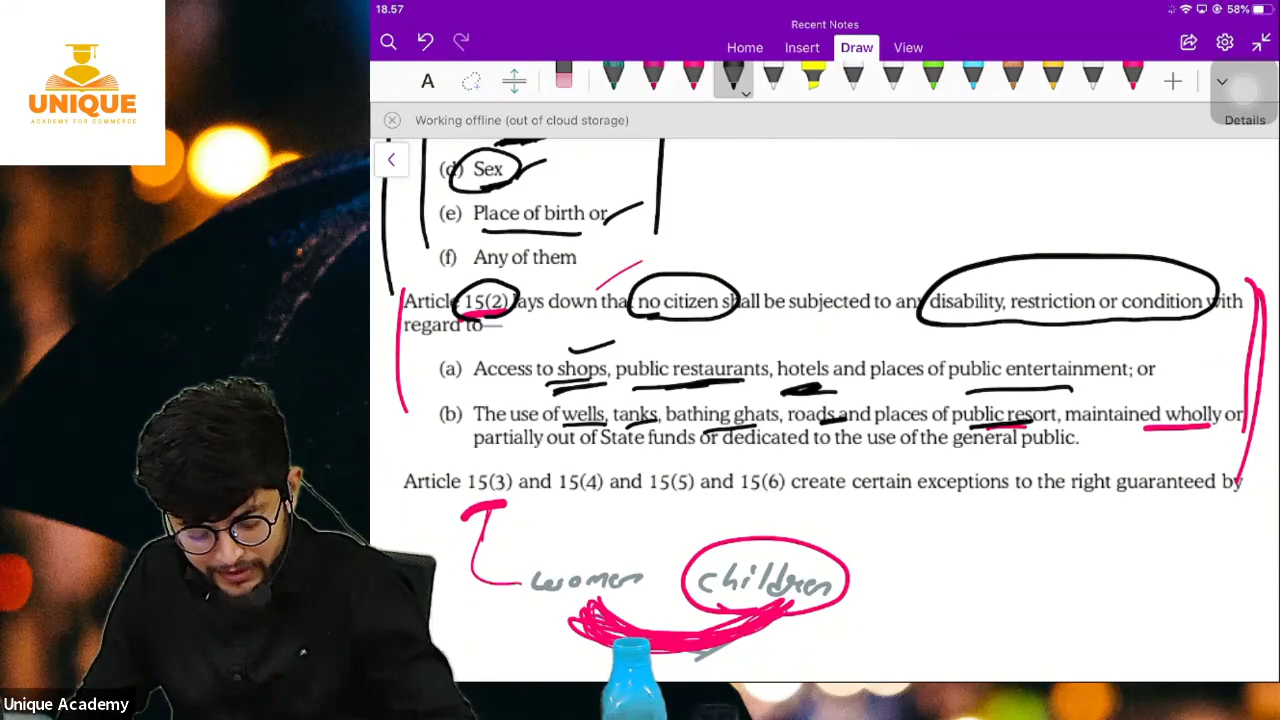 18.57
Recent Notes
58%
Home Insert Draw View
A
Working offline (out of cloud storage)
Details
UNIQUE
ACADEMY FOR COMMERCE
(d) Sex
(e) Place of birth or
(f) Any of them
Article 15(2) lays down that no citizen shall be subjected to any disability, restriction or condition with
regard to—
(a) Access to shops, public restaurants, hotels and places of public entertainment; or
(b) The use of wells, tanks, bathing ghats, roads and places of public resort, maintained wholly or
partially out of State funds or dedicated to the use of the general public.
Article 15(3) and 15(4) and 15(5) and 15(6) create certain exceptions to the right guaranteed by
women children
Unique Academy